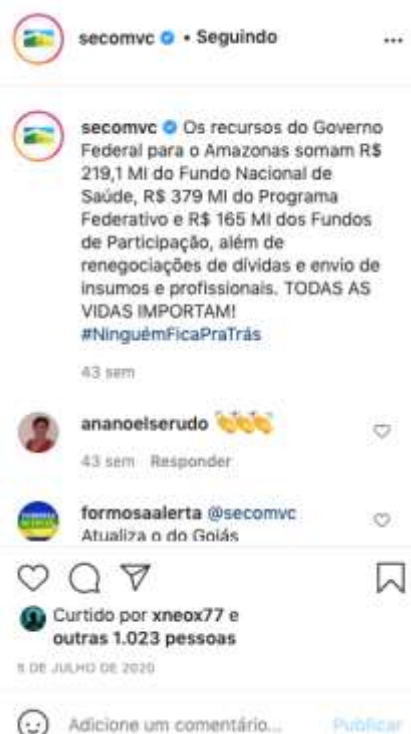 secomvc • Seguindo
secomvc Os recursos do Governo
Federal para o Amazonas somam R$
219,1 MI do Fundo Nacional de
Saúde, R$ 379 MI do Programa
Federativo e R$ 165 MI dos Fundos
de Participação, além de
renegociações de dívidas e envio de
insumos e profissionais. TODAS AS
VIDAS IMPORTAM!
#NinguémFicaPraTrás
43 sem
ananoelserudo 👏👏👏
43 sem Responder
formosaalerta @secomvc
Atualiza o do Goiás
Curtido por xneox77 e
outras 1.023 pessoas
DE JULHO DE 2020
Adicione um comentário... Publicar